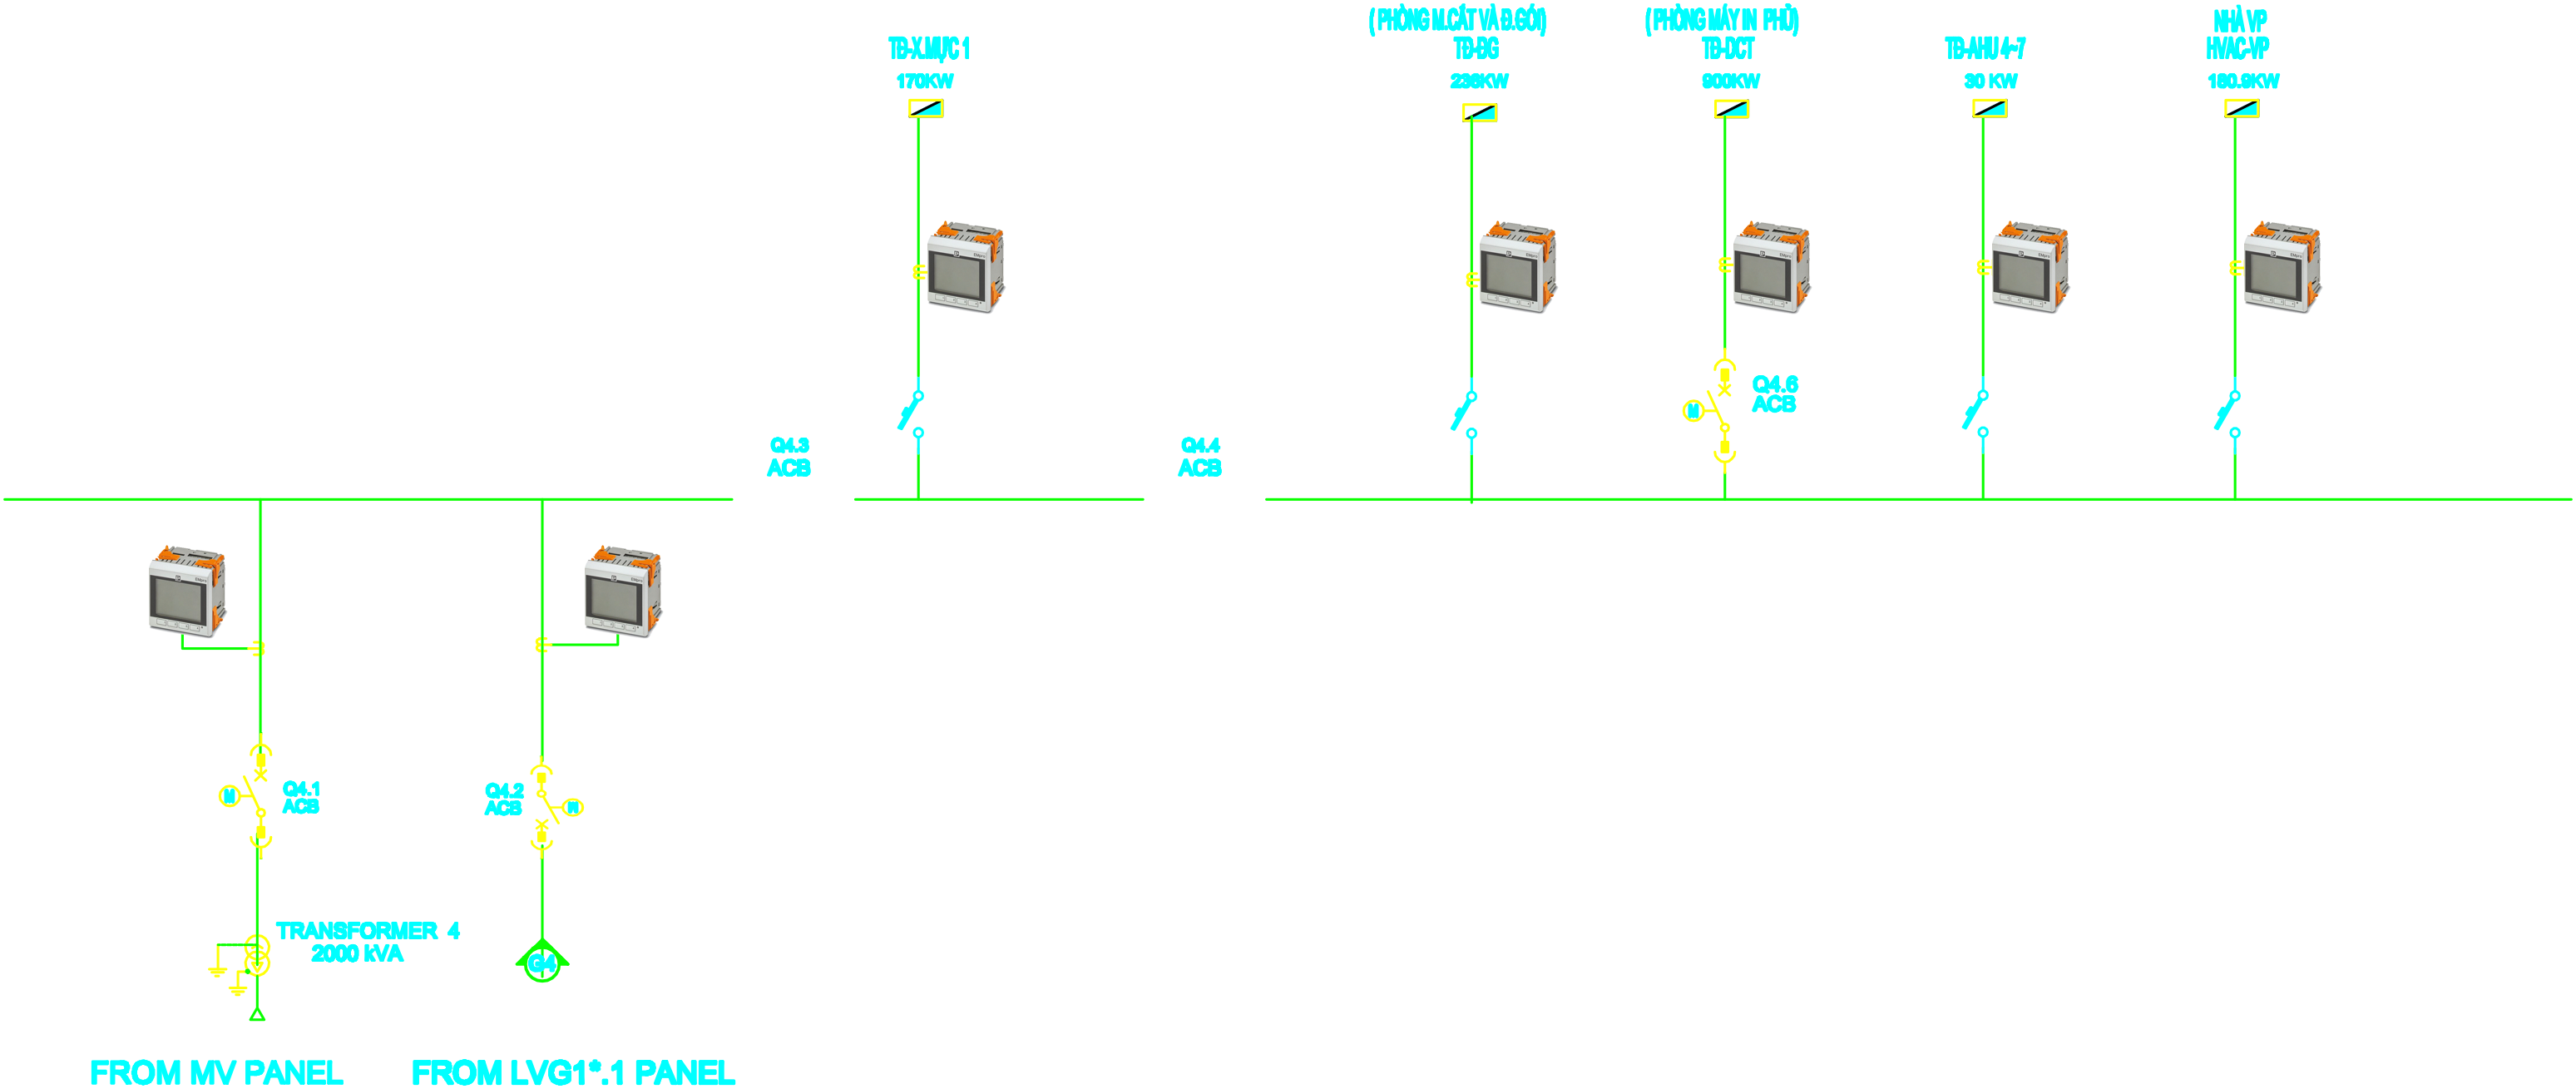 ( PHÒNG M.CẮT VÀ Đ.GÓI)
TĐ-ĐG
236KW
( PHÒNG MÁY IN PHỦ)
TĐ-DCT
900KW
NHÀ VP
HVAC-VP
180.9KW
TĐ-X.MỰC 1
170KW
TĐ-AHU 4~7
30 KW
Q4.3
ACB
Q4.4
ACB
M
Q4.6
ACB
M
Q4.1
ACB
Q4.2
ACB
M
TRANSFORMER 4
2000 kVA
G4
FROM MV PANEL
FROM LVG1*.1 PANEL